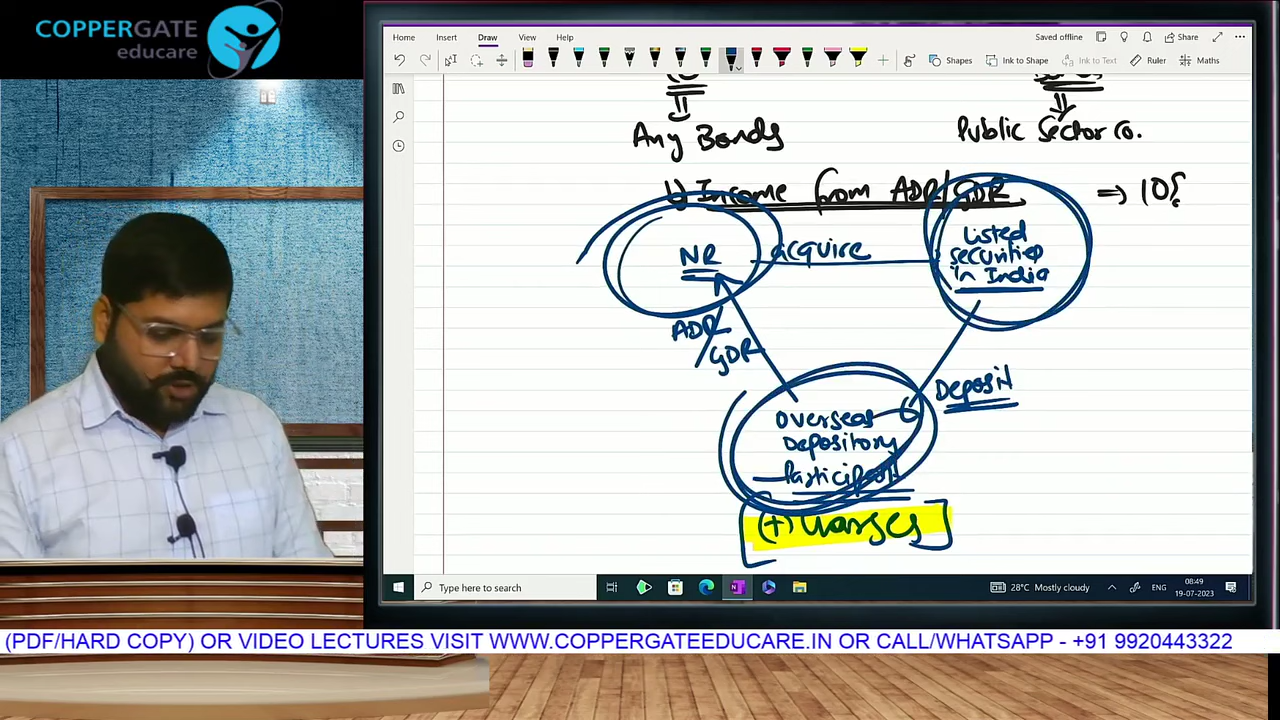 COPPERGATE
educare
Home Insert Draw View Help
Saved offline
Share
Shapes
Ink to Shape
Ink to Text
Ruler
Maths
Any Bonds
Public Sector Co.
b) Income from ADR/GDR ⇒ 10%
NR
acquire
Listed
securities
in India
ADR/
GDR
Deposit
Overseas
Depository
Participant
(+) Charges
Type here to search
28°C Mostly cloudy
ENG
08:49
19-07-2023
(PDF/HARD COPY) OR VIDEO LECTURES VISIT WWW.COPPERGATEEDUCARE.IN OR CALL/WHATSAPP - +91 9920443322